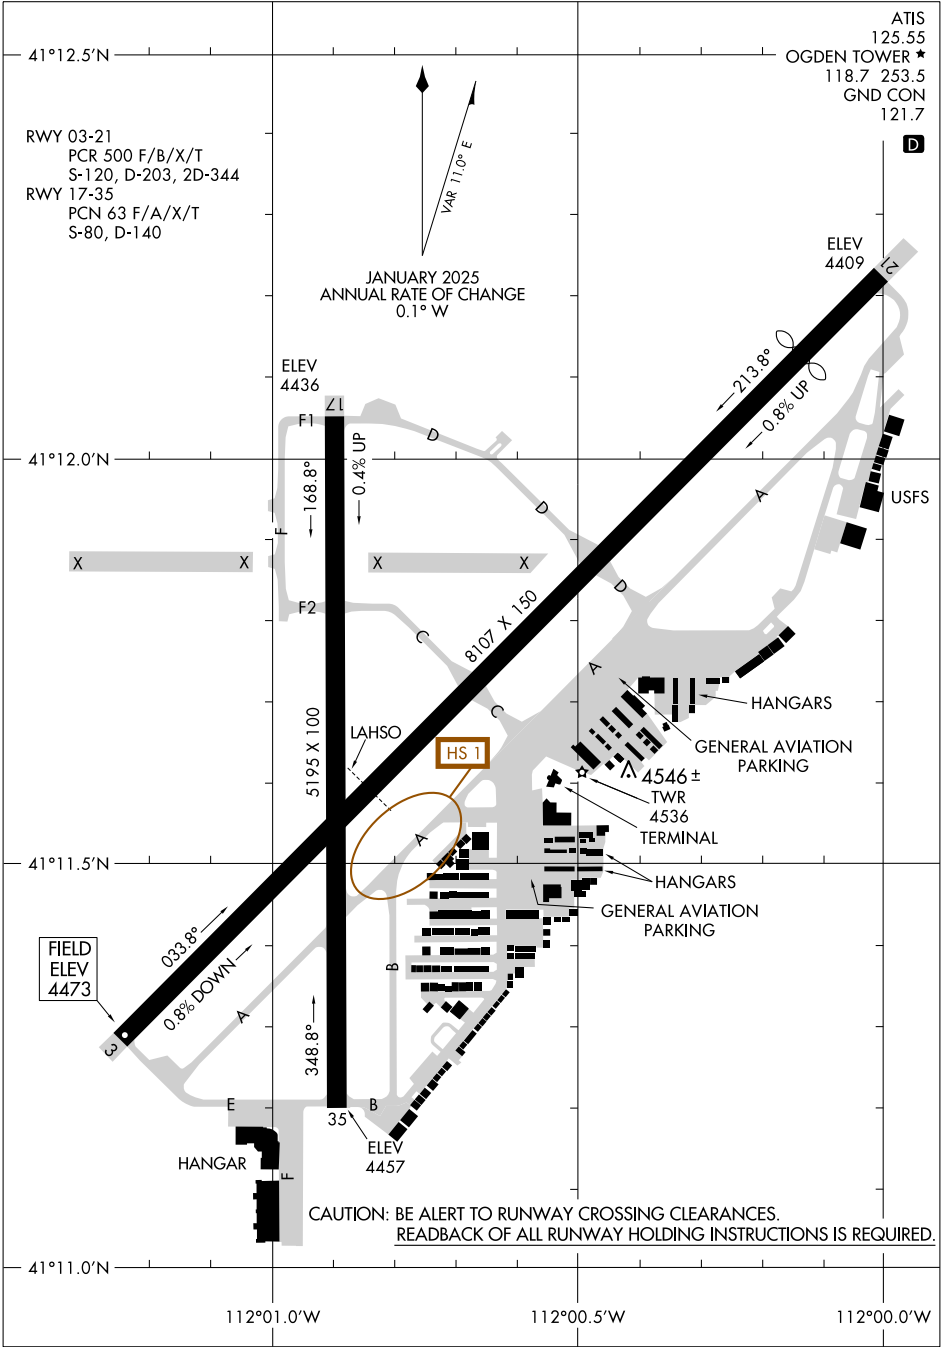 ATIS
125.55
OGDEN TOWER ★
118.7 253.5
GND CON
121.7
D
41°12.5'N
RWY 03-21
PCR 500 F/B/X/T
S-120, D-203, 2D-344
RWY 17-35
PCN 63 F/A/X/T
S-80, D-140
VAR 11.0° E
JANUARY 2025
ANNUAL RATE OF CHANGE
0.1° W
ELEV
4409
21
213.8°
0.8% UP
ELEV
4436
17
F1
D
168.8°
0.4% UP
41°12.0'N
A
USFS
D
F
X
X
X
X
D
F2
C
8107 X 150
A
C
HANGARS
5195 X 100
LAHSO
HS 1
GENERAL AVIATION
PARKING
4546 ±
TWR
4536
TERMINAL
A
41°11.5'N
HANGARS
GENERAL AVIATION
PARKING
033.8°
0.8% DOWN
FIELD
ELEV
4473
B
A
348.8°
3
E
35
B
ELEV
4457
HANGAR
F
CAUTION: BE ALERT TO RUNWAY CROSSING CLEARANCES.
READBACK OF ALL RUNWAY HOLDING INSTRUCTIONS IS REQUIRED.
41°11.0'N
112°01.0'W
112°00.5'W
112°00.0'W